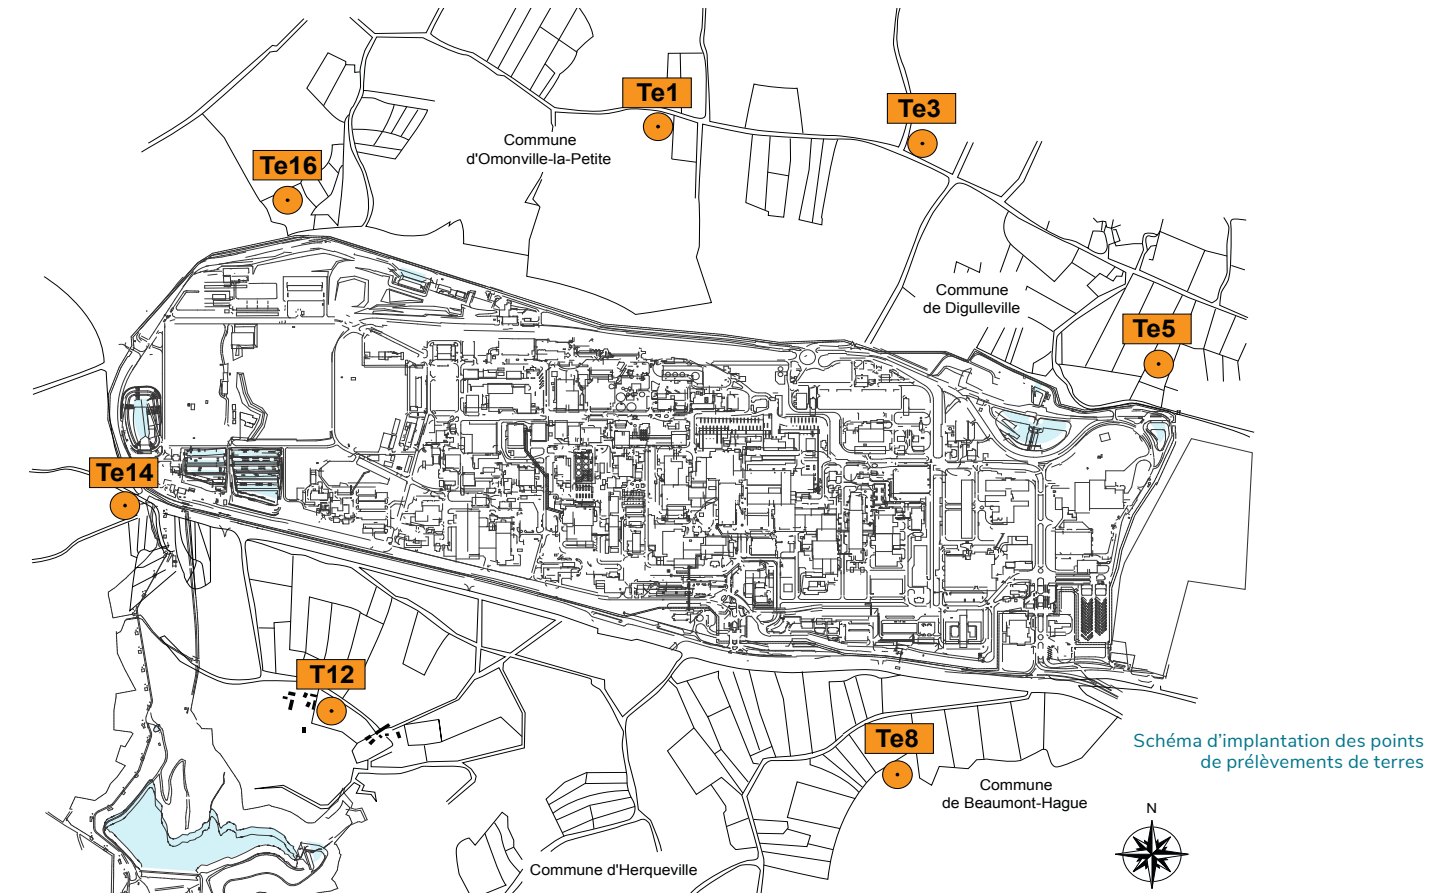 Te1
Te3
Commune
d'Omonville-la-Petite
Te16
Commune
de Digulleville
Te5
Te14
T12
Te8
Schéma d'implantation des points
de prélèvements de terres
Commune
de Beaumont-Hague
N
Commune d'Herqueville